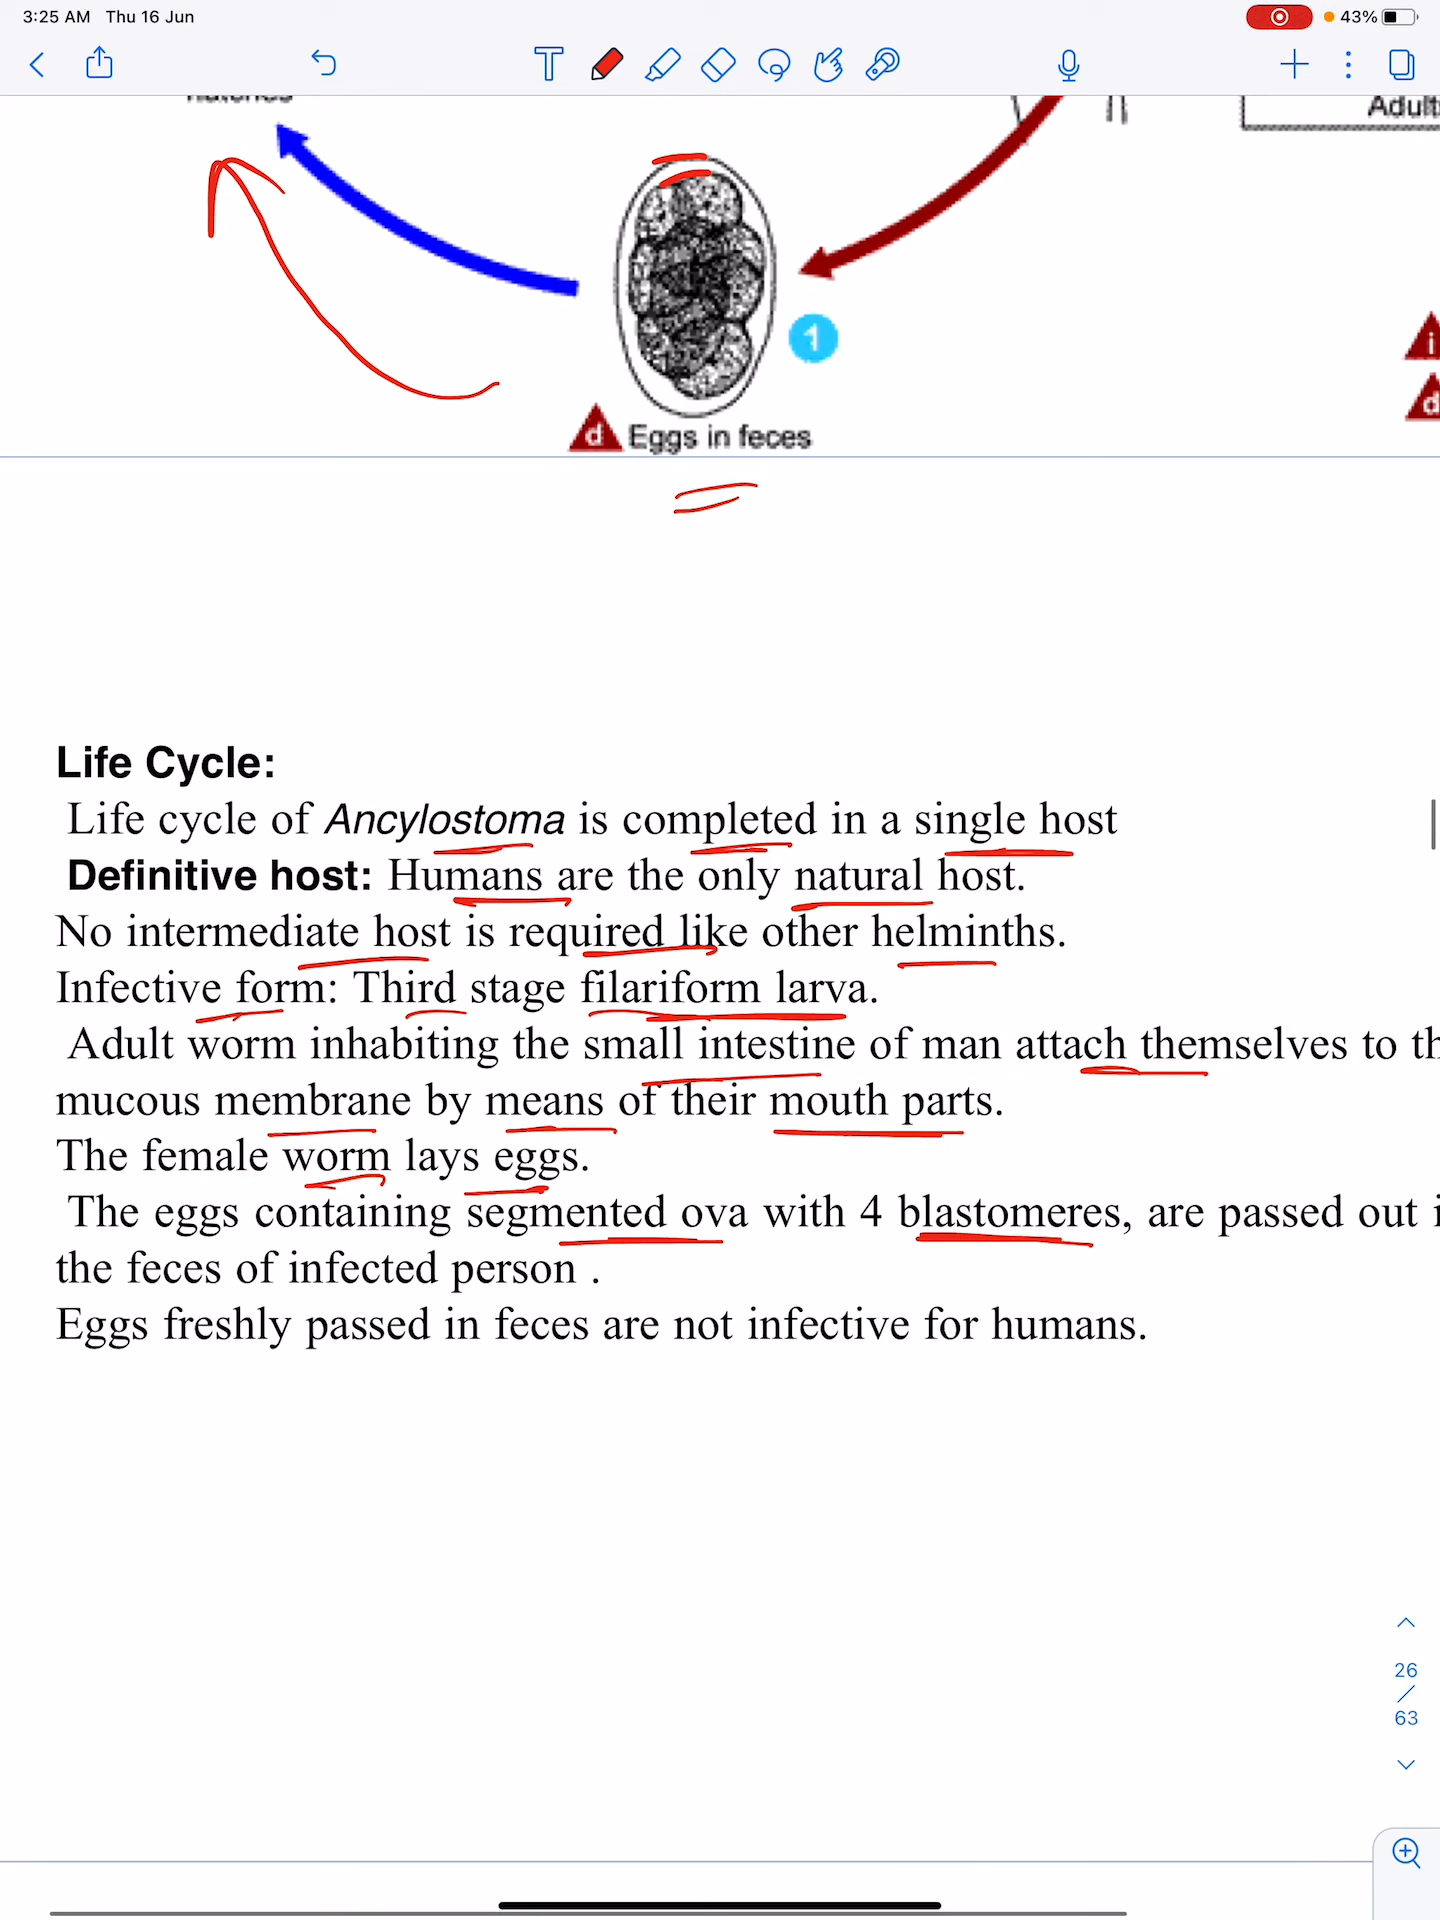 3:25 AM Thu 16 Jun
43%
T
Adult
1
i
d
d Eggs in feces
Life Cycle:
Life cycle of Ancylostoma is completed in a single host
Definitive host: Humans are the only natural host.
No intermediate host is required like other helminths.
Infective form: Third stage filariform larva.
Adult worm inhabiting the small intestine of man attach themselves to th
mucous membrane by means of their mouth parts.
The female worm lays eggs.
The eggs containing segmented ova with 4 blastomeres, are passed out i
the feces of infected person .
Eggs freshly passed in feces are not infective for humans.
26
/
63